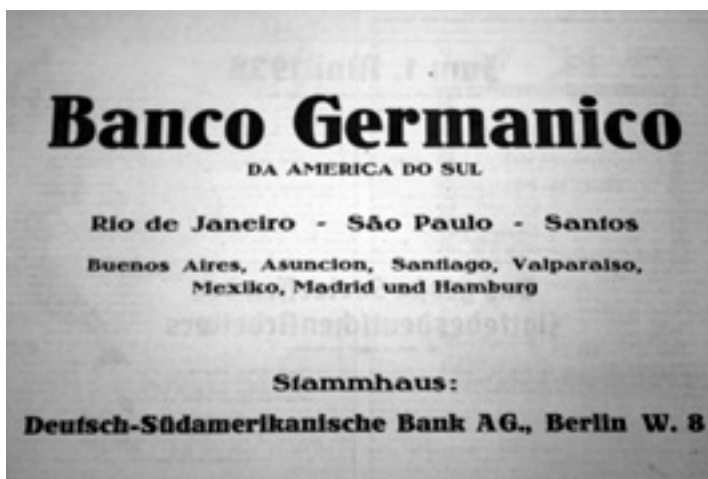 Banco Germanico
DA AMERICA DO SUL
Rio de Janeiro - São Paulo - Santos
Buenos Aires, Asuncion, Santiago, Valparaiso,
Mexiko, Madrid und Hamburg
Stammhaus:
Deutsch-Südamerikanische Bank AG., Berlin W. 8